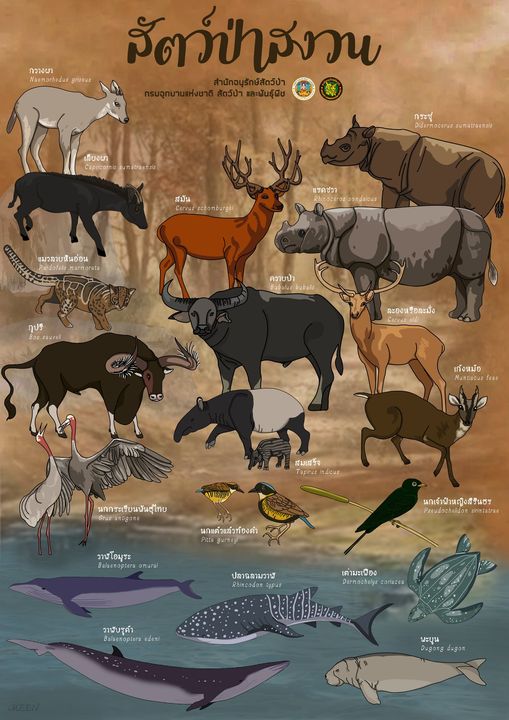 สัตว์ป่าสงวน
สำนักอนุรักษ์สัตว์ป่า
กรมอุทยานแห่งชาติ สัตว์ป่า และพันธุ์พืช
กวางผา
Naemorhedus griseus
กระซู่
Didermocerus sumatraensis
เลียงผา
Capricornis sumatraensis
สมัน
Cervus schomburgki
แรดชวา
Rhinoceros sondaicus
แมวลายหินอ่อน
Pardofelis marmorata
ควายป่า
Bubalus bubalis
ละองหรือละมั่ง
Cervus eldi
กูปรี
Bos sauveli
เก้งหม้อ
Muntiacus feae
สมเสร็จ
Tapirus indicus
นกกระเรียนพันธุ์ไทย
Grus antigone
นกแต้วแล้วท้องดำ
Pitta gurneyi
นกเจ้าฟ้าหญิงสิรินธร
Pseudochelidon sirintarae
วาฬโอมูระ
Balaenoptera omurai
ปลาฉลามวาฬ
Rhincodon typus
เต่ามะเฟือง
Dermochelys coriacea
วาฬบรูด้า
Balaenoptera edeni
พะยูน
Dugong dugon